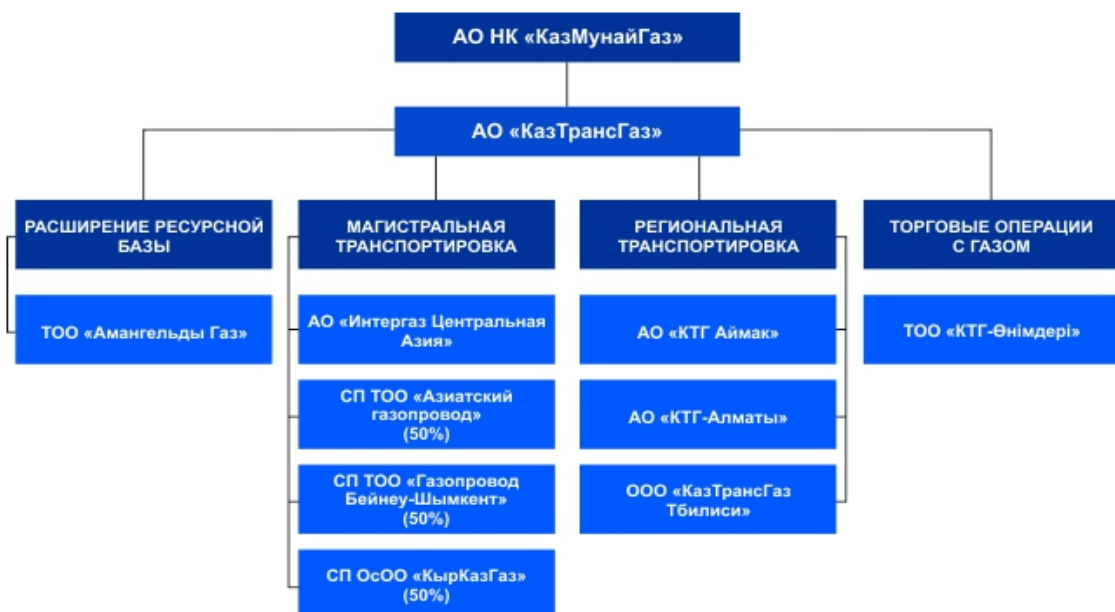 АО НК «КазМунайГаз»
АО «КазТрансГаз»
РАСШИРЕНИЕ РЕСУРСНОЙ
БАЗЫ
МАГИСТРАЛЬНАЯ
ТРАНСПОРТИРОВКА
РЕГИОНАЛЬНАЯ
ТРАНСПОРТИРОВКА
ТОРГОВЫЕ ОПЕРАЦИИ
С ГАЗОМ
ТОО «Амангельды Газ»
АО «Интергаз Центральная
Азия»
АО «КТГ Аймак»
ТОО «КТГ-Өнімдері»
СП ТОО «Азиатский
газопровод»
(50%)
АО «КТГ-Алматы»
СП ТОО «Газопровод
Бейнеу-Шымкент»
(50%)
ООО «КазТрансГаз
Тбилиси»
СП ОсОО «КырКазГаз»
(50%)